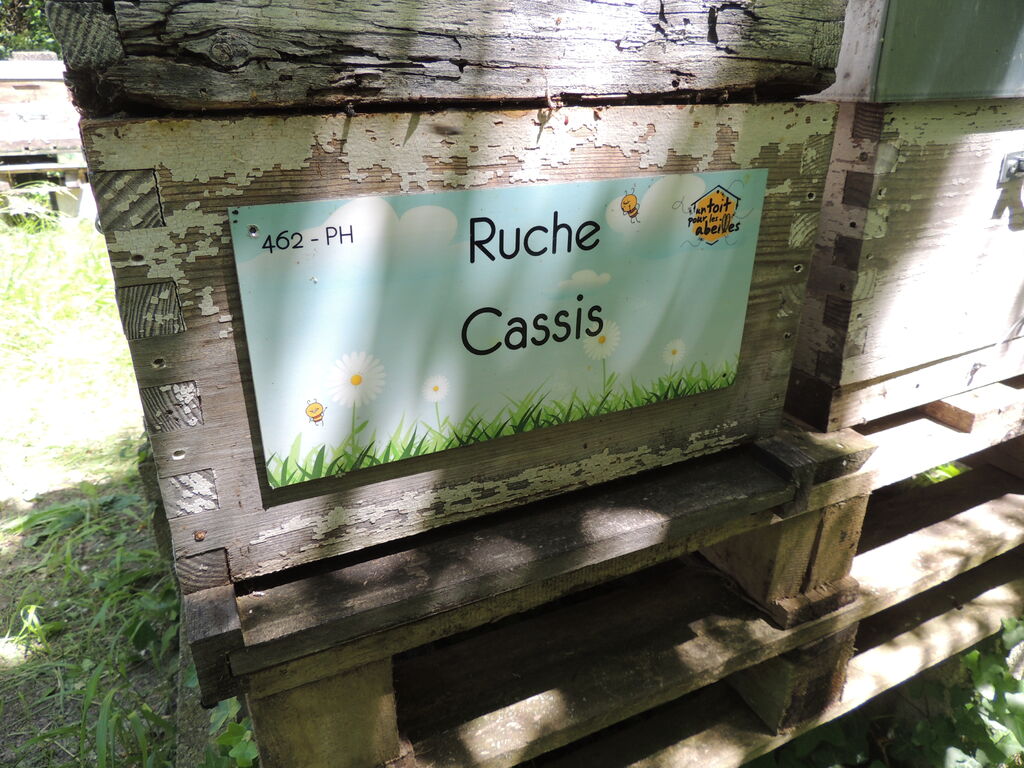 462 - PH
Ruche
Cassis
un toit
pour les
abeilles